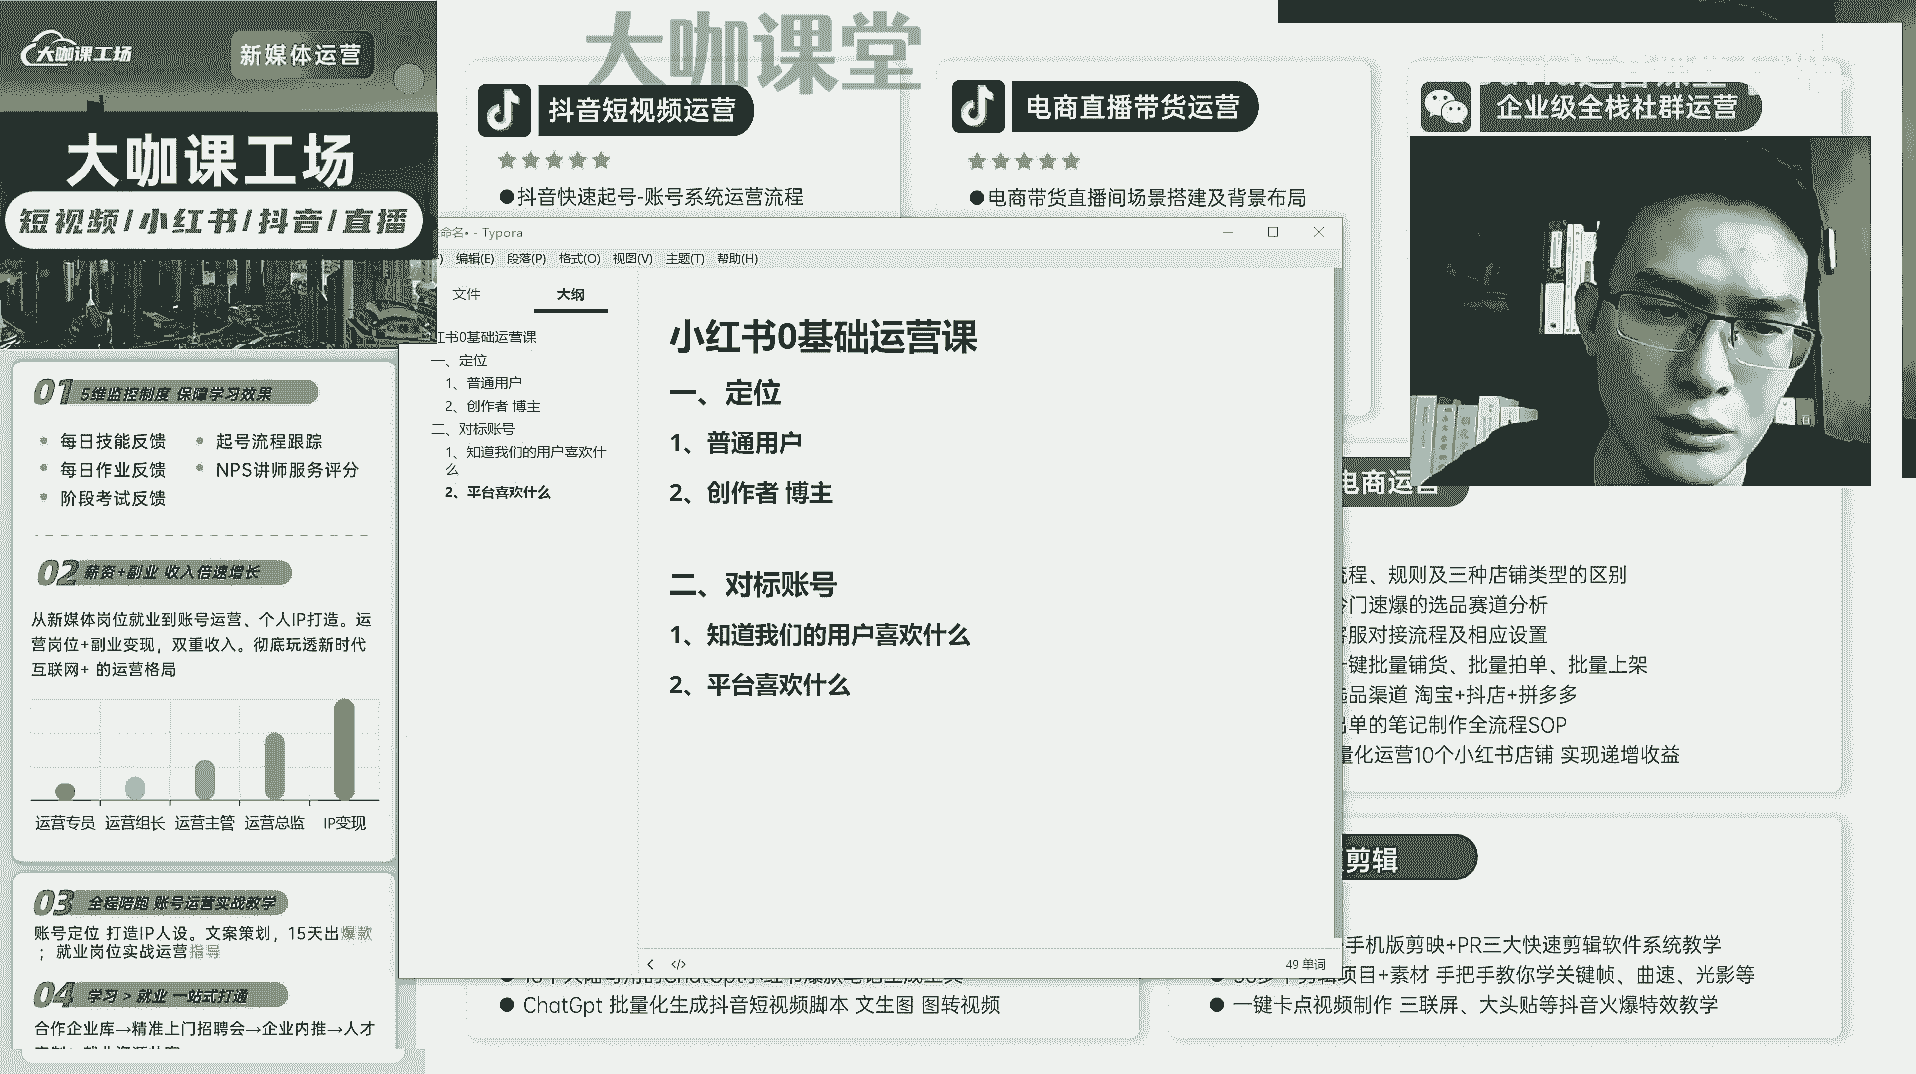 大咖课工场
新媒体运营
大咖课工场
短视频/小红书/抖音/直播
01 5维监控制度 保障学习效果
每日技能反馈
起号流程跟踪
每日作业反馈
NPS讲师服务评分
阶段考试反馈
02 薪资+副业 收入倍速增长
从新媒体岗位就业到账号运营、个人IP打造。运
营岗位+副业变现，双重收入。彻底玩透新时代
互联网+ 的运营格局
运营专员 运营组长 运营主管 运营总监 IP变现
03 全程陪跑 账号运营实战教学
账号定位 打造IP人设。文案策划，15天出爆款
；就业岗位实战运营指导
04 学习 > 就业 一站式打通
合作企业库→精准上门招聘会→企业内推→人才
大咖课堂
抖音短视频运营
●抖音快速起号-账号系统运营流程
电商直播带货运营
●电商带货直播间场景搭建及背景布局
企业级全栈社群运营
命名• - Typora
) 编辑(E) 段落(P) 格式(O) 视图(V) 主题(T) 帮助(H)
文件
大纲
红书0基础运营课
一、定位
1、普通用户
2、创作者 博主
二、对标账号
1、知道我们的用户喜欢什
么
2、平台喜欢什么
小红书0基础运营课
一、定位
1、普通用户
2、创作者 博主
二、对标账号
1、知道我们的用户喜欢什么
2、平台喜欢什么
49 单词
电商运营
流程、规则及三种店铺类型的区别
冷门速爆的选品赛道分析
客服对接流程及相应设置
一键批量铺货、批量拍单、批量上架
选品渠道 淘宝+抖店+拼多多
出单的笔记制作全流程SOP
量化运营10个小红书店铺 实现递增收益
剪辑
手机版剪映+PR三大快速剪辑软件系统教学
项目+素材 手把手教你学关键帧、曲速、光影等
● 一键卡点视频制作 三联屏、大头贴等抖音火爆特效教学
● ChatGpt 批量化生成抖音短视频脚本 文生图 图转视频